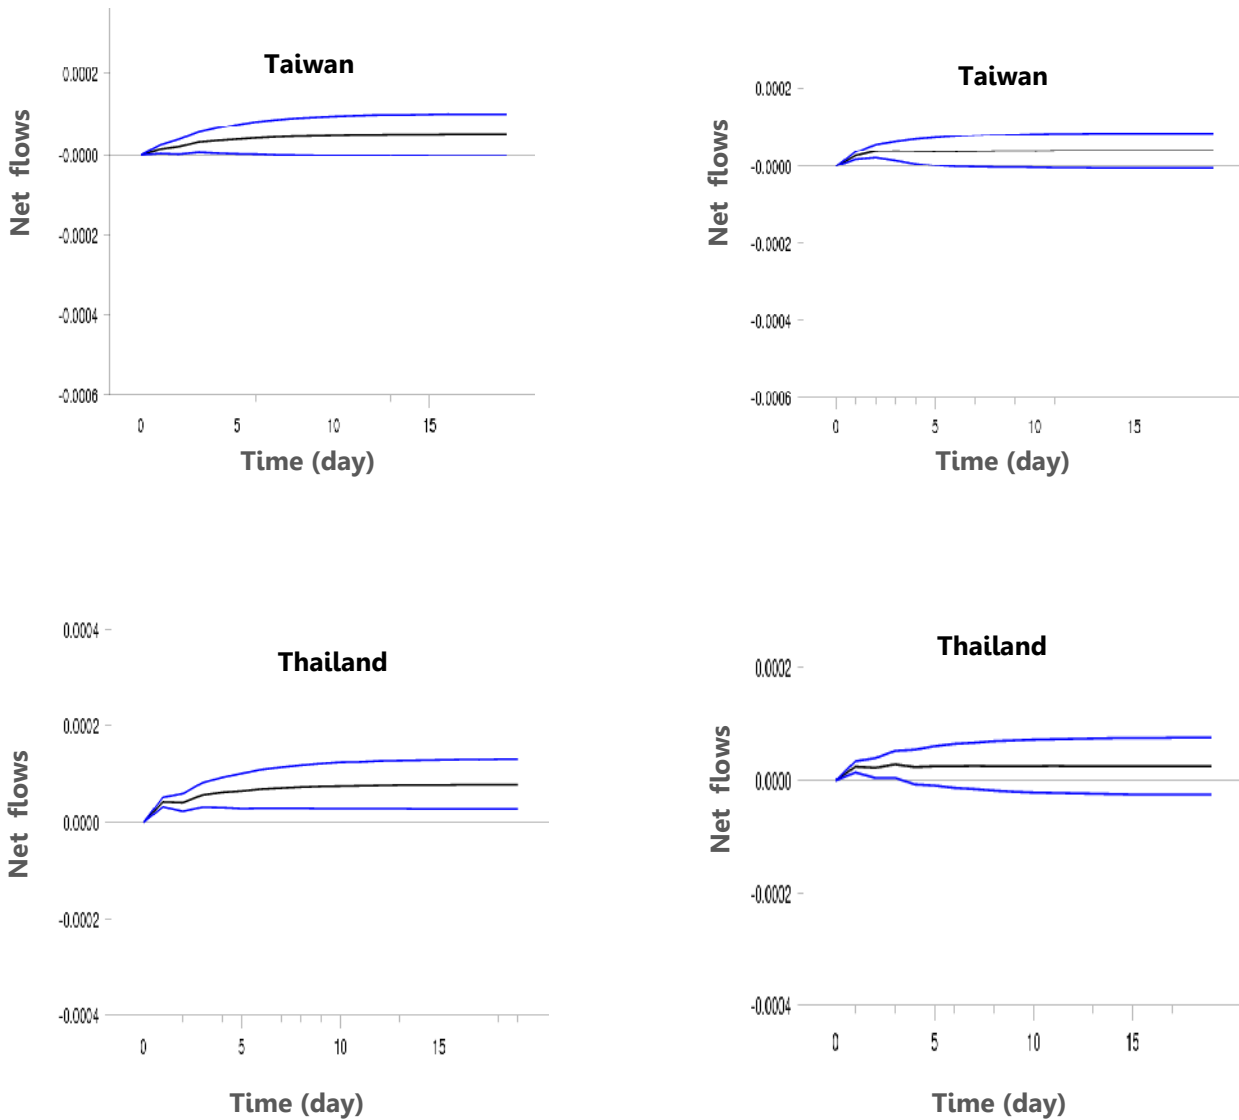 Taiwan
0.0002
-0.0000
-0.0002
-0.0004
-0.0006
Net flows
0 5 10 15
Time (day)
Taiwan
0.0002
-0.0000
-0.0002
-0.0004
-0.0006
Net flows
0 5 10 15
Time (day)
Thailand
0.0004
0.0002
0.0000
-0.0002
-0.0004
Net flows
0 5 10 15
Time (day)
Thailand
0.0002
0.0000
-0.0002
-0.0004
Net flows
0 5 10 15
Time (day)